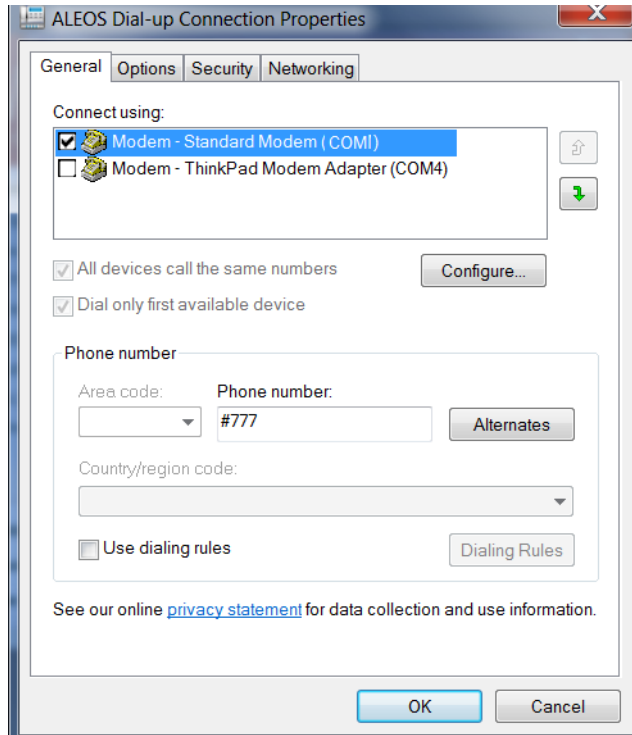 ALEOS Dial-up Connection Properties
General Options Security Networking
Connect using:
Modem - Standard Modem (COMl)
Modem - ThinkPad Modem Adapter (COM4)
All devices call the same numbers
Configure...
Dial only first available device
Phone number
Area code: Phone number:
#777
Alternates
Country/region code:
Use dialing rules
Dialing Rules
See our online privacy statement for data collection and use information.
OK Cancel